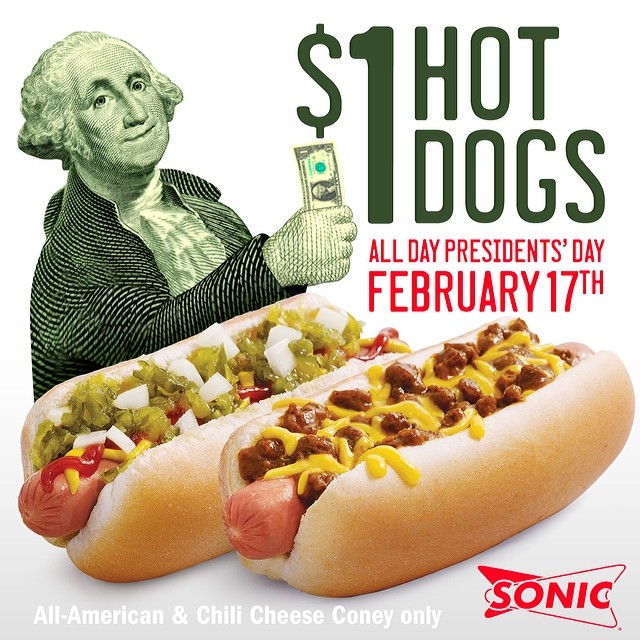 $1 HOT
DOGS
ALL DAY PRESIDENTS' DAY
FEBRUARY 17TH
All-American & Chili Cheese Coney only
SONIC